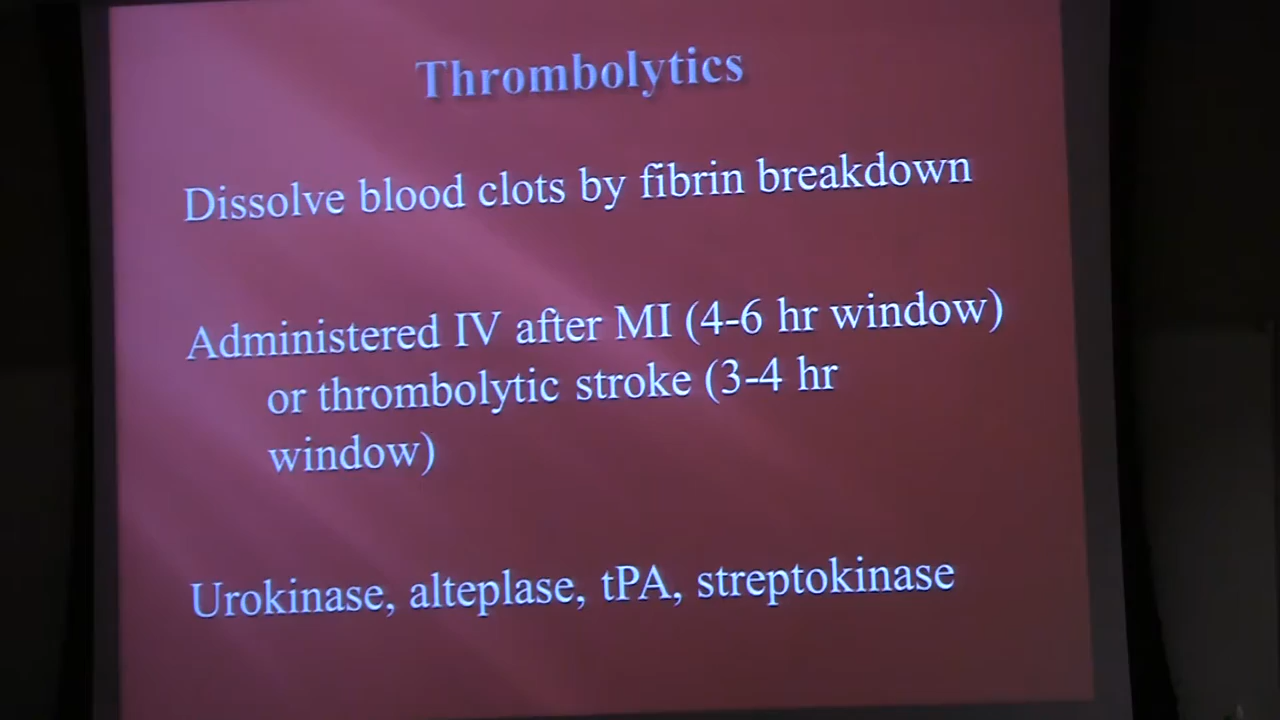 Thrombolytics
Dissolve blood clots by fibrin breakdown
Administered IV after MI (4-6 hr window)
or thrombolytic stroke (3-4 hr
window)
Urokinase, alteplase, tPA, streptokinase